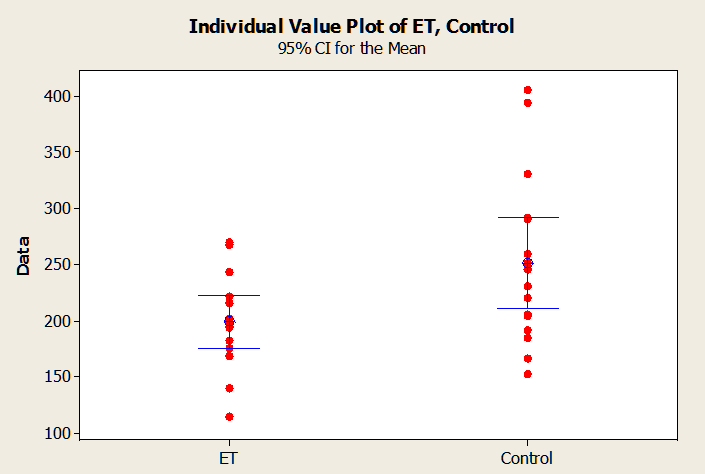 Individual Value Plot of ET, Control
95% CI for the Mean
400
350
300
250
200
150
100
Data
ET
Control